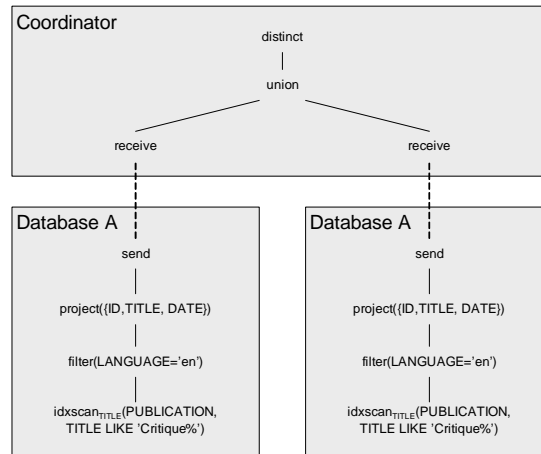 Coordinator
distinct
union
receive
receive
Database A
send
project({ID,TITLE, DATE})
filter(LANGUAGE='en')
idxscanTITLE(PUBLICATION,
TITLE LIKE 'Critique%')
Database A
send
project({ID,TITLE, DATE})
filter(LANGUAGE='en')
idxscanTITLE(PUBLICATION,
TITLE LIKE 'Critique%')